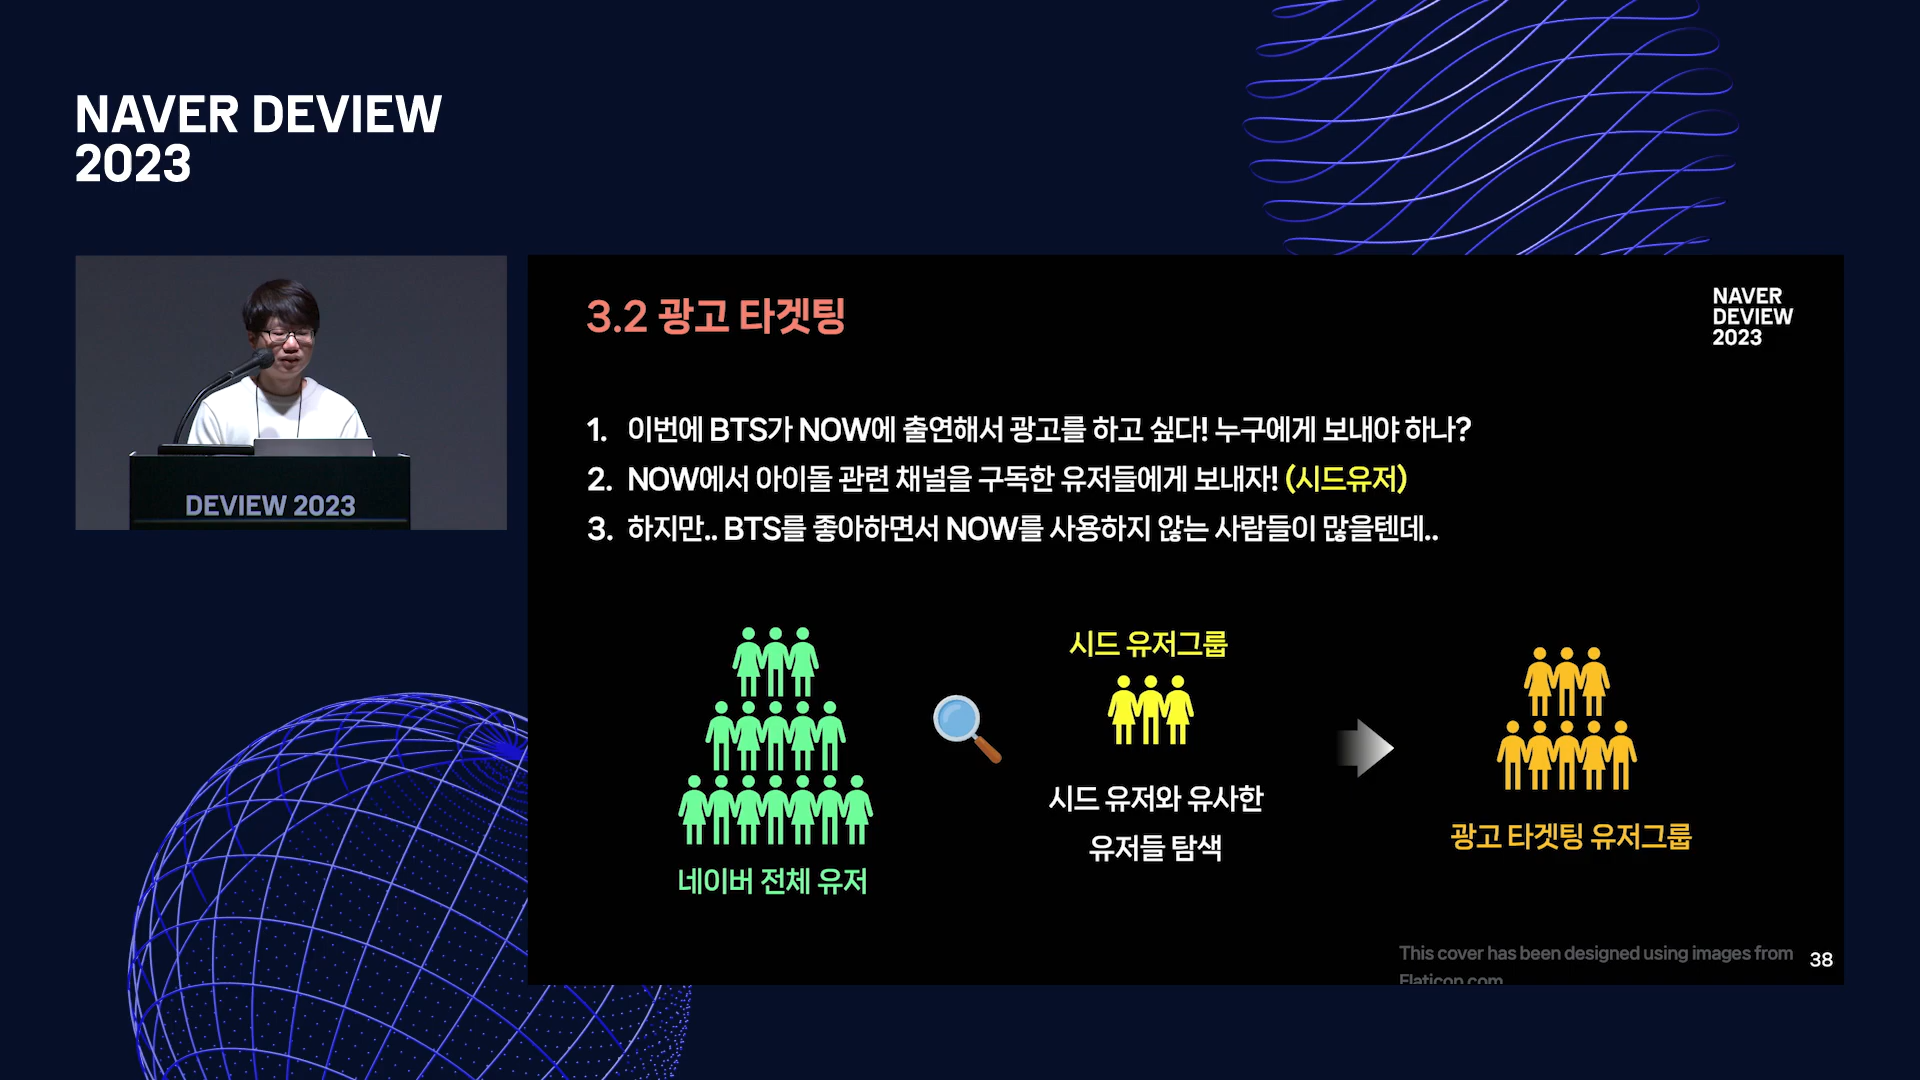 NAVER DEVIEW
2023
DEVIEW 2023
3.2 광고 타겟팅
NAVER
DEVIEW
2023
1. 이번에 BTS가 NOW에 출연해서 광고를 하고 싶다! 누구에게 보내야 하나?
2. NOW에서 아이돌 관련 채널을 구독한 유저들에게 보내자! (시드유저)
3. 하지만.. BTS를 좋아하면서 NOW를 사용하지 않는 사람들이 많을텐데..
네이버 전체 유저
시드 유저그룹
시드 유저와 유사한
유저들 탐색
광고 타겟팅 유저그룹
This cover has been designed using images from
Flaticon.com
38